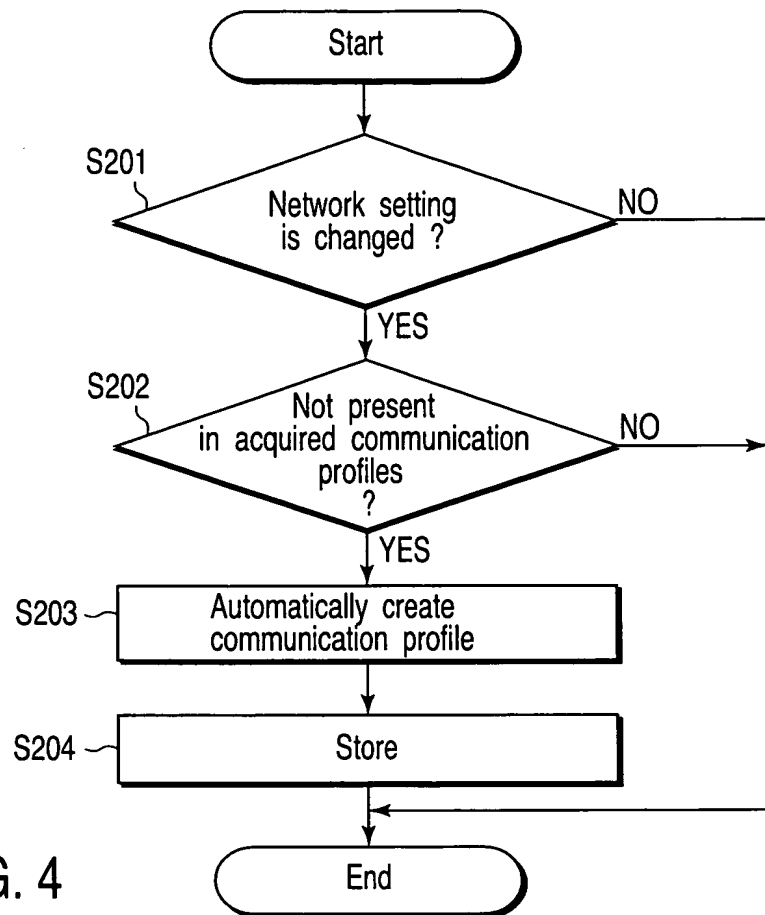 Start
S201
Network setting
is changed ?
NO
YES
S202
Not present
in acquired communication
profiles
?
NO
YES
S203
Automatically create
communication profile
S204
Store
End
G. 4